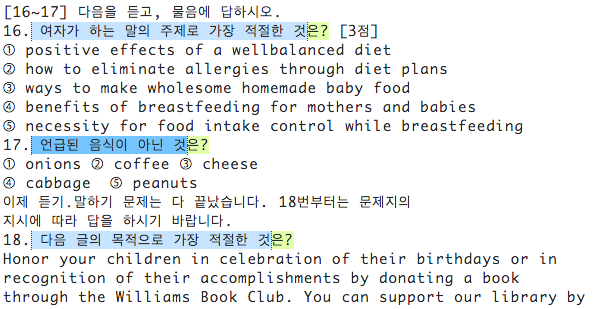 [16~17] 다음을 듣고, 물음에 답하시오.
16. 여자가 하는 말의 주제로 가장 적절한 것은? [3점]
① positive effects of a wellbalanced diet
② how to eliminate allergies through diet plans
③ ways to make wholesome homemade baby food
④ benefits of breastfeeding for mothers and babies
⑤ necessity for food intake control while breastfeeding
17. 언급된 음식이 아닌 것은?
① onions ② coffee ③ cheese
④ cabbage ⑤ peanuts
이제 듣기.말하기 문제는 다 끝났습니다. 18번부터는 문제지의
지시에 따라 답을 하시기 바랍니다.
18. 다음 글의 목적으로 가장 적절한 것은?
Honor your children in celebration of their birthdays or in
recognition of their accomplishments by donating a book
through the Williams Book Club. You can support our library by